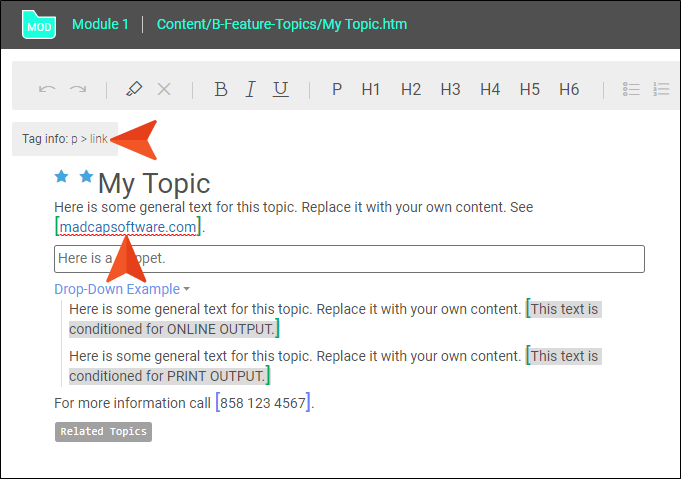 MOD Module 1 Content/B-Feature-Topics/My Topic.htm
B I U P H1 H2 H3 H4 H5 H6
Tag info: p > link
My Topic
Here is some general text for this topic. Replace it with your own content. See
[madcapsoftware.com].
Here is a ppet.
Drop-Down Example
Here is some general text for this topic. Replace it with your own content. [This text is
conditioned for ONLINE OUTPUT.]
Here is some general text for this topic. Replace it with your own content. [This text is
conditioned for PRINT OUTPUT.]
For more information call [858 123 4567].
Related Topics